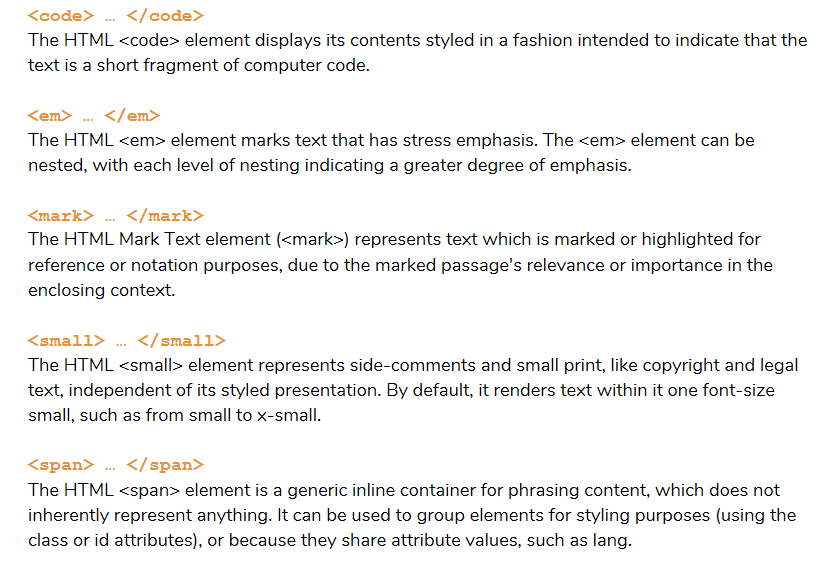 <code> … </code>
The HTML <code> element displays its contents styled in a fashion intended to indicate that the
text is a short fragment of computer code.
<em> … </em>
The HTML <em> element marks text that has stress emphasis. The <em> element can be
nested, with each level of nesting indicating a greater degree of emphasis.
<mark> … </mark>
The HTML Mark Text element (<mark>) represents text which is marked or highlighted for
reference or notation purposes, due to the marked passage's relevance or importance in the
enclosing context.
<small> … </small>
The HTML <small> element represents side-comments and small print, like copyright and legal
text, independent of its styled presentation. By default, it renders text within it one font-size
small, such as from small to x-small.
<span> … </span>
The HTML <span> element is a generic inline container for phrasing content, which does not
inherently represent anything. It can be used to group elements for styling purposes (using the
class or id attributes), or because they share attribute values, such as lang.